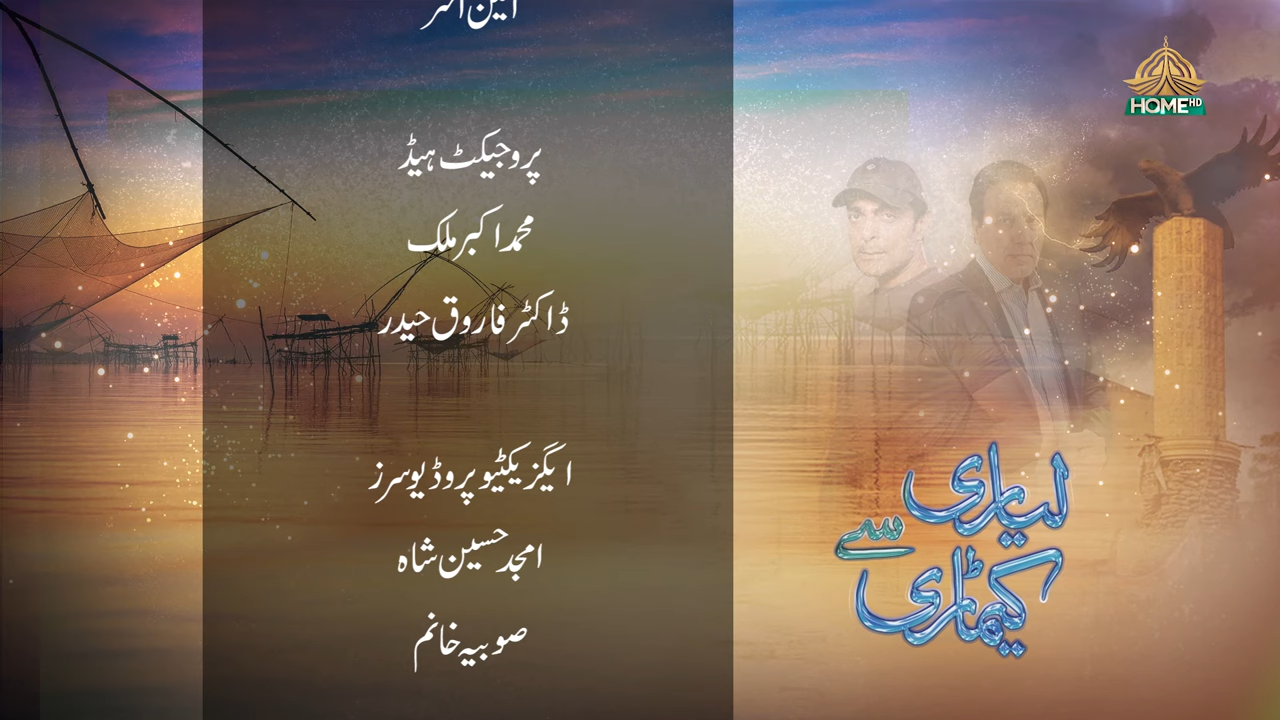 پروجیکٹ ہیڈ
محمد اکبر ملک
ڈاکٹر فاروق حیدر
ایگزیکٹیو پروڈیوسرز
امجد حسین شاہ
صوبیہ خانم
HOME HD
لیاری
سے
کیماڑی